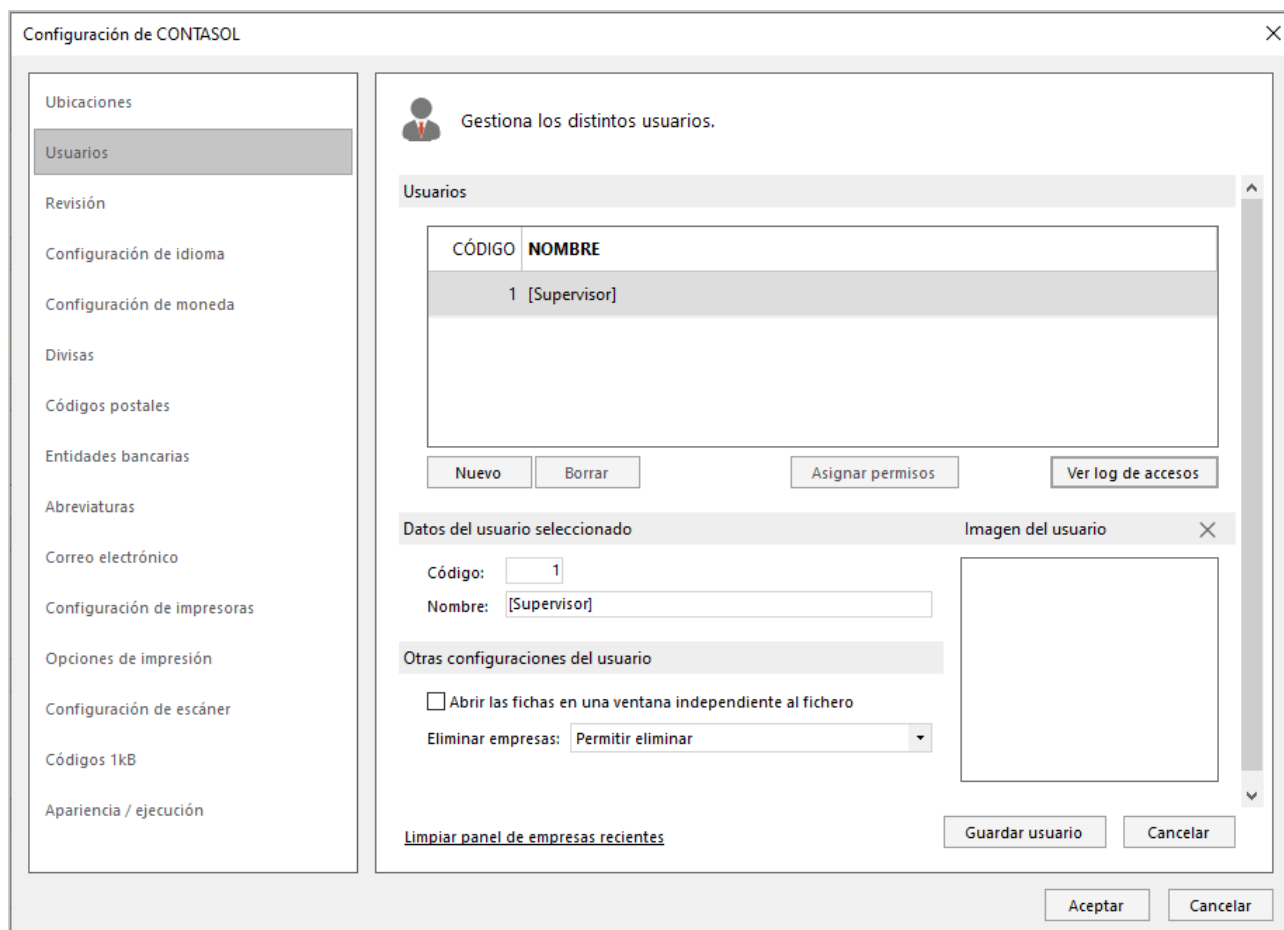 Configuración de CONTASOL
Ubicaciones
Usuarios
Revisión
Configuración de idioma
Configuración de moneda
Divisas
Códigos postales
Entidades bancarias
Abreviaturas
Correo electrónico
Configuración de impresoras
Opciones de impresión
Configuración de escáner
Códigos 1kB
Apariencia / ejecución
Gestiona los distintos usuarios.
Usuarios
CÓDIGO NOMBRE
1 [Supervisor]
Nuevo Borrar Asignar permisos Ver log de accesos
Datos del usuario seleccionado
Código: 1
Nombre: [Supervisor]
Imagen del usuario
Otras configuraciones del usuario
Abrir las fichas en una ventana independiente al fichero
Eliminar empresas: Permitir eliminar
Limpiar panel de empresas recientes
Guardar usuario Cancelar
Aceptar Cancelar